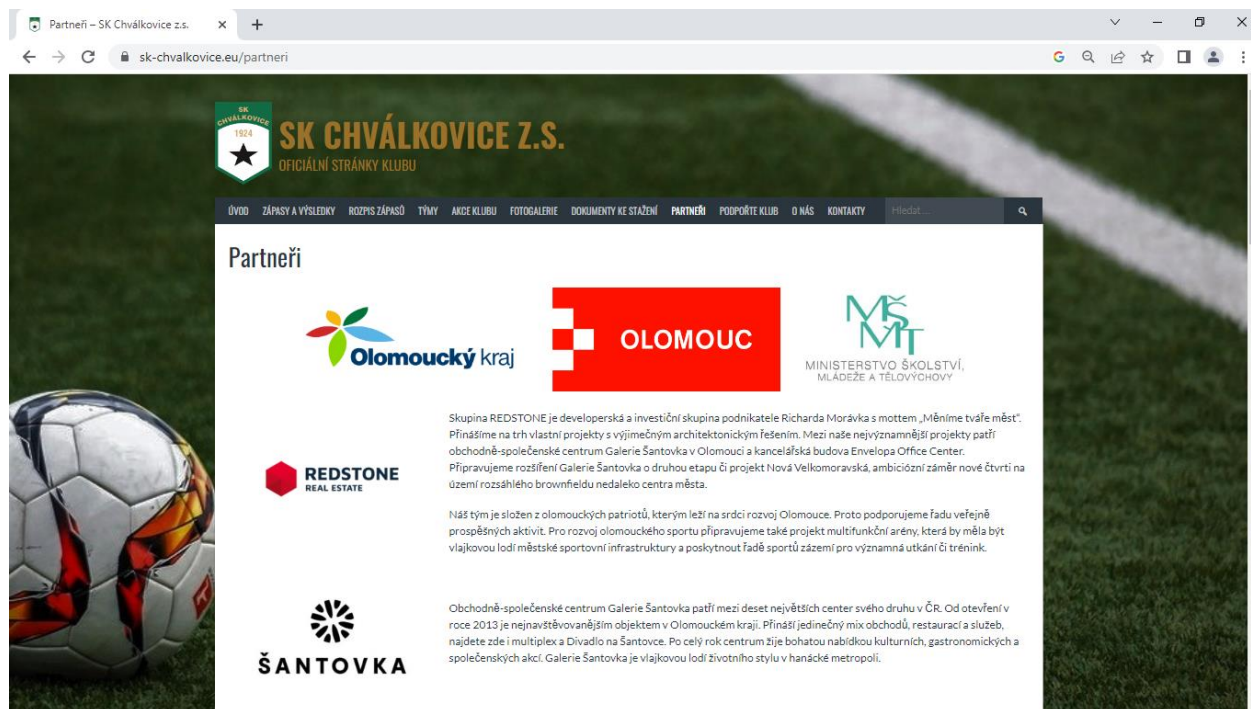 Partneři – SK Chválkovice z.s.
sk-chvalkovice.eu/partneri
SK
CHVÁLKOVICE
1924
SK CHVÁLKOVICE Z.S.
OFICIÁLNÍ STRÁNKY KLUBU
ÚVOD ZÁPASY A VÝSLEDKY ROZPIS ZÁPASŮ TÝMY AKCE KLUBU FOTOGALERIE DOKUMENTY KE STAŽENÍ PARTNEŘI PODPOŘTE KLUB O NÁS KONTAKTY Hledat…
Partneři
Olomoucký kraj
OLOMOUC
MŠ
MT
MINISTERSTVO ŠKOLSTVÍ,
MLÁDEŽE A TĚLOVÝCHOVY
REDSTONE
REAL ESTATE
Skupina REDSTONE je developerská a investiční skupina podnikatele Richarda Morávka s mottem „Měníme tváře měst“.
Přinášíme na trh vlastní projekty s výjimečným architektonickým řešením. Mezi naše nejvýznamnější projekty patří
obchodně-společenské centrum Galerie Šantovka v Olomouci a kancelářská budova Envelopa Office Center.
Připravujeme rozšíření Galerie Šantovka o druhou etapu či projekt Nová Velkomoravská, ambiciózní záměr nové čtvrti na
území rozsáhlého brownfieldu nedaleko centra města.
Náš tým je složen z olomouckých patriotů, kterým leží na srdci rozvoj Olomouce. Proto podporujeme řadu veřejně
prospěšných aktivit. Pro rozvoj olomouckého sportu připravujeme také projekt multifunkční arény, která by měla být
vlajkovou lodí městské sportovní infrastruktury a poskytnout řadě sportů zázemí pro významná utkání či trénink.
ŠANTOVKA
Obchodně-společenské centrum Galerie Šantovka patří mezi deset největších center svého druhu v ČR. Od otevření v
roce 2013 je nejnavštěvovanějším objektem v Olomouckém kraji. Přináší jedinečný mix obchodů, restaurací a služeb,
najdete zde i multiplex a Divadlo na Šantovce. Po celý rok centrum žije bohatou nabídkou kulturních, gastronomických a
společenských akcí. Galerie Šantovka je vlajkovou lodí životního stylu v hanácké metropoli.